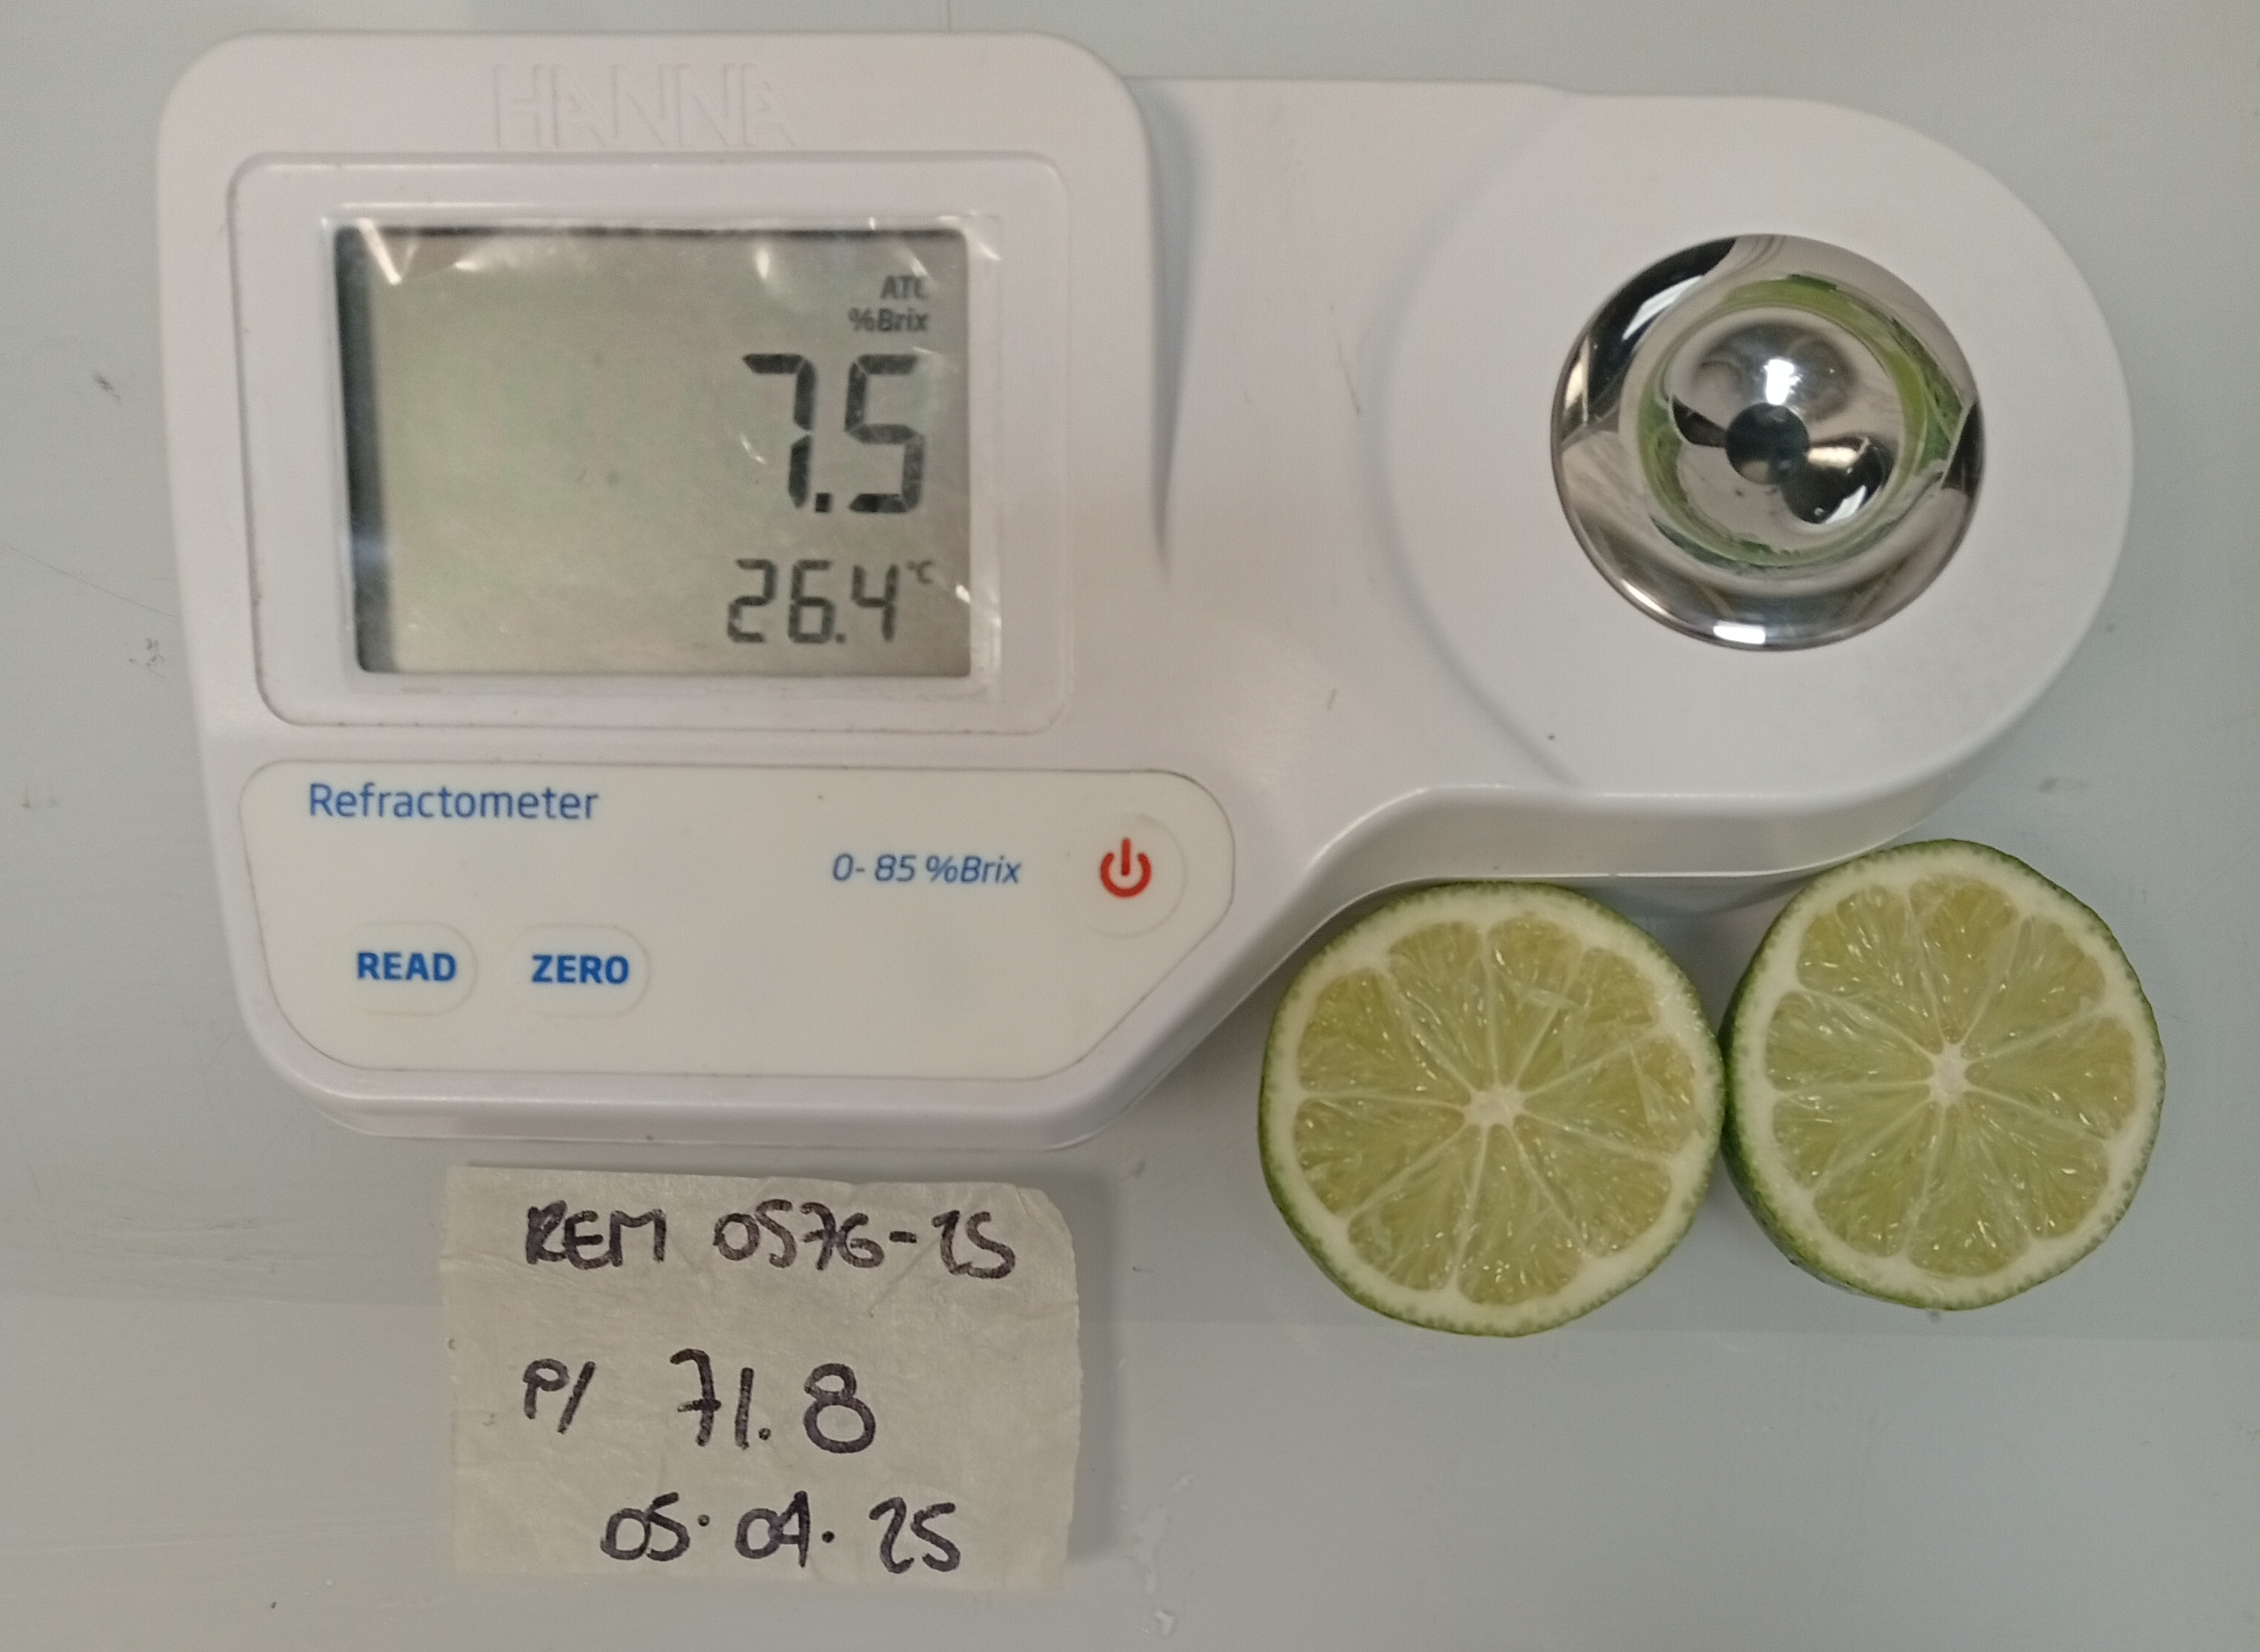 HANNA
ATC
%Brix
7.5
26.4°C
Refractometer
0- 85 %Brix
READ ZERO
REM 0576-25
P/ 71.8
05.04.25